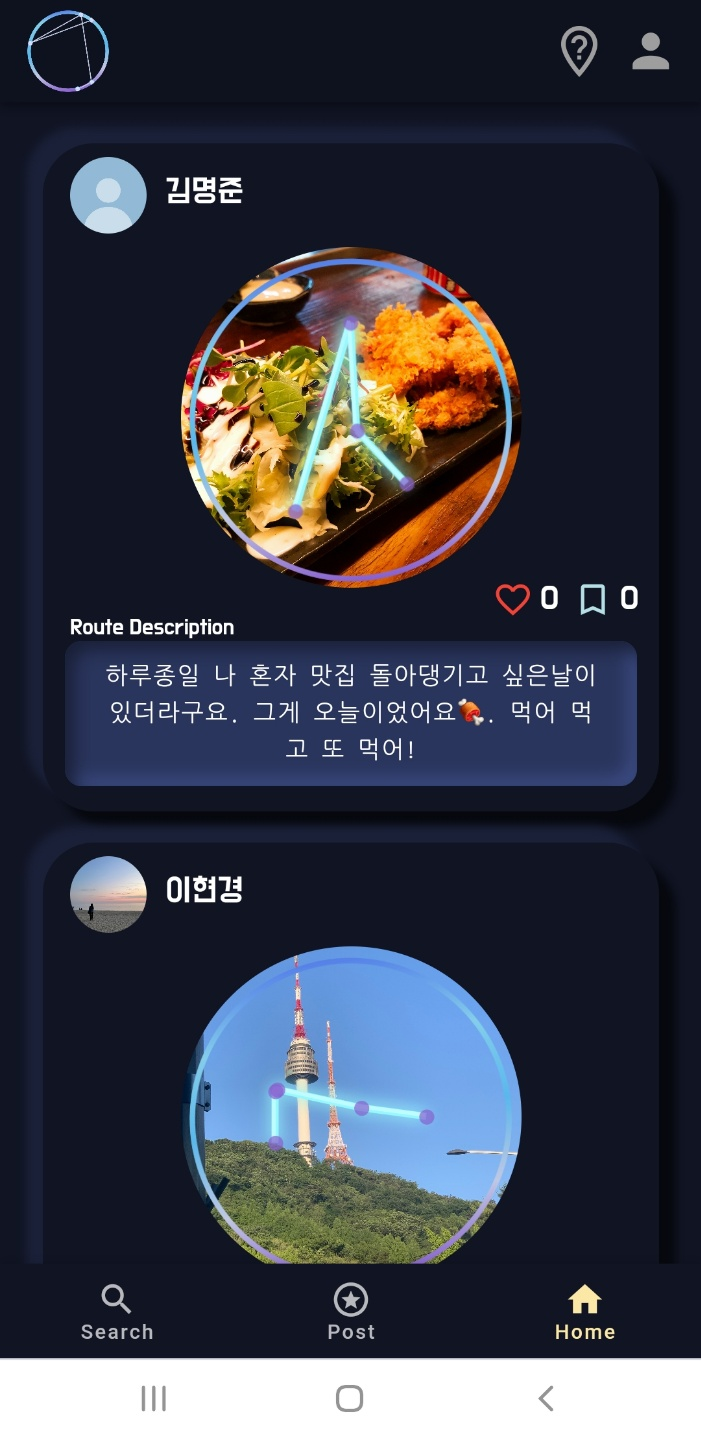 김명준
0 0
Route Description
하루종일 나 혼자 맛집 돌아댕기고 싶은날이
있더라구요. 그게 오늘이었어요🍖. 먹어 먹
고 또 먹어!
이현경
Search Post Home